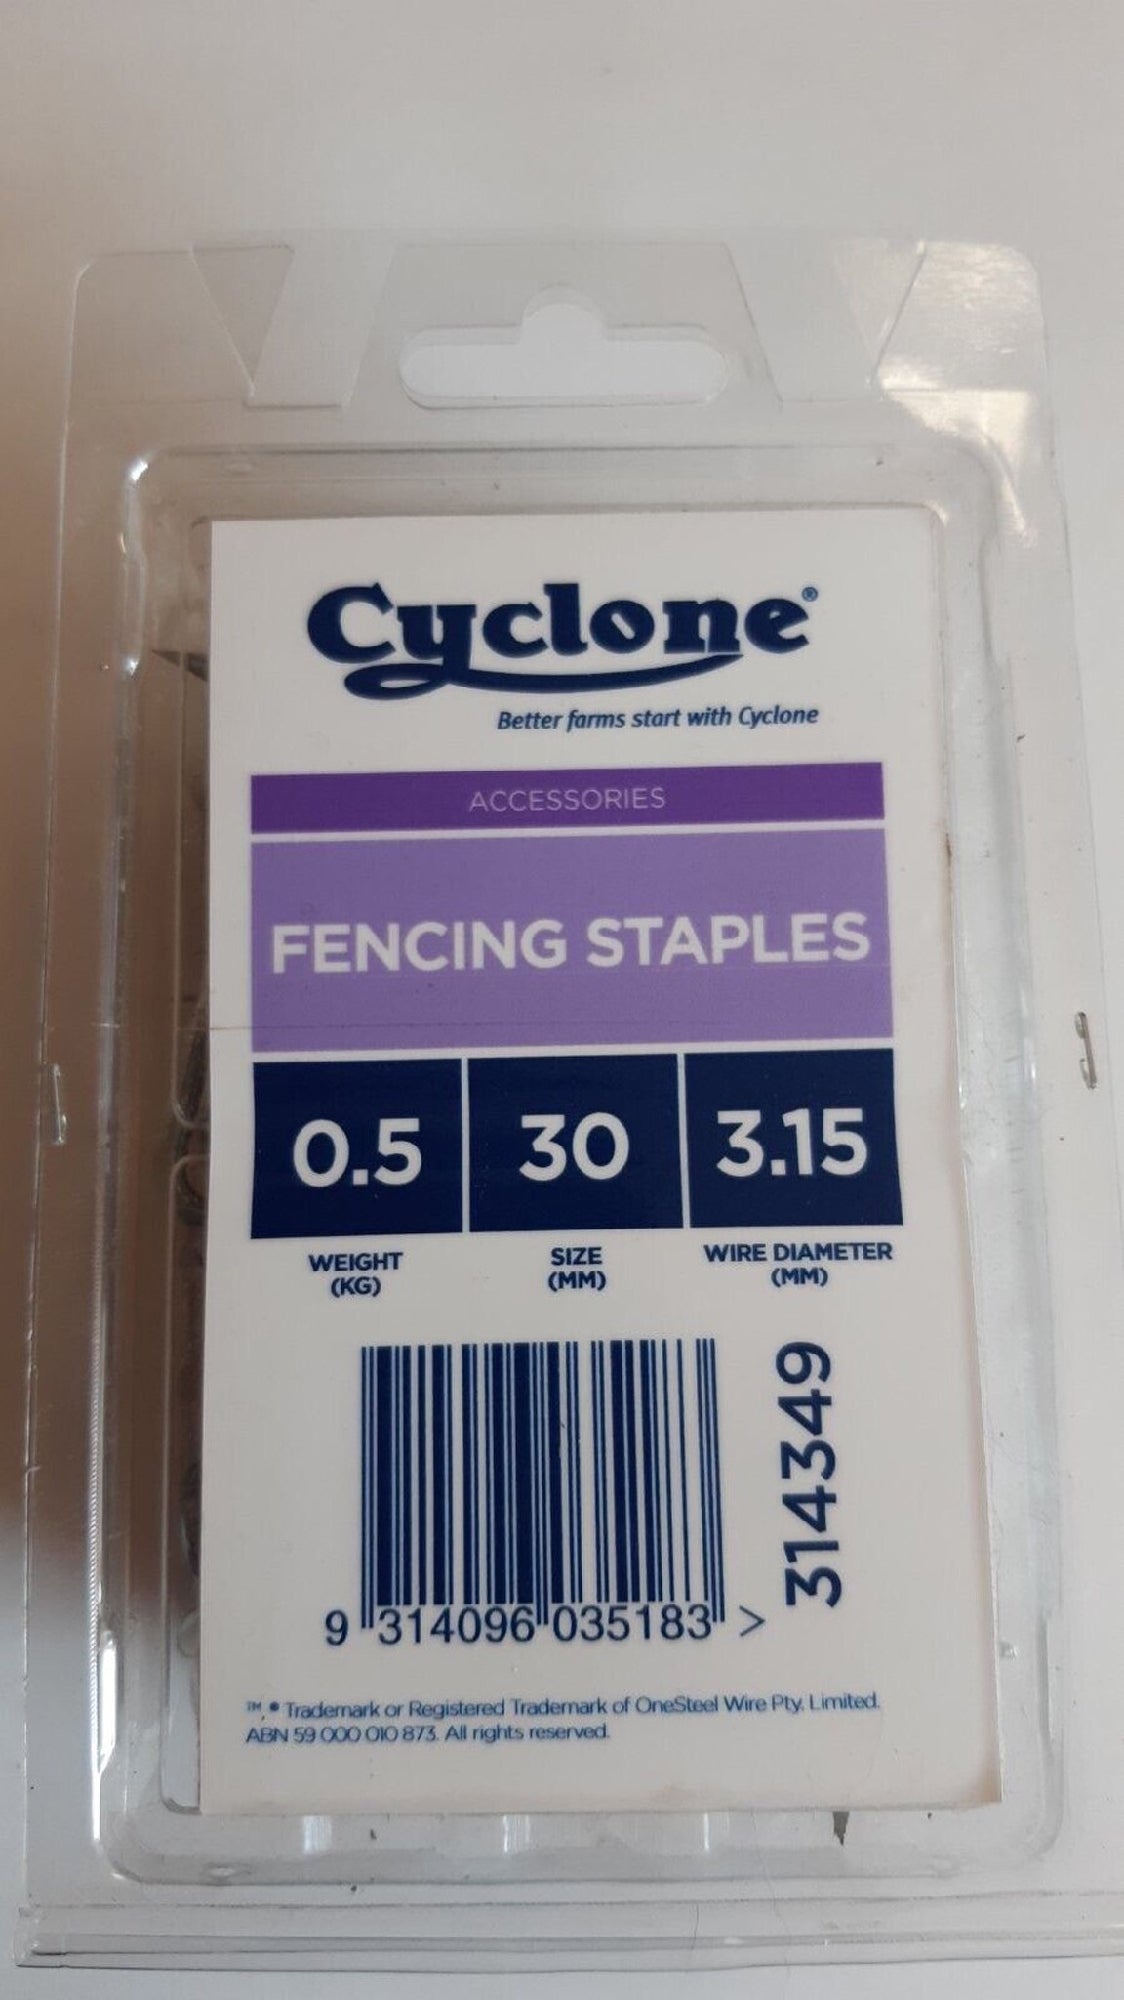 Cyclone®
Better farms start with Cyclone
ACCESSORIES
FENCING STAPLES
0.5 30 3.15
WEIGHT SIZE WIRE DIAMETER
(KG) (MM) (MM)
314349
9 314096 035183 >
™, ® Trademark or Registered Trademark of OneSteel Wire Pty. Limited.
ABN 59 000 010 873. All rights reserved.